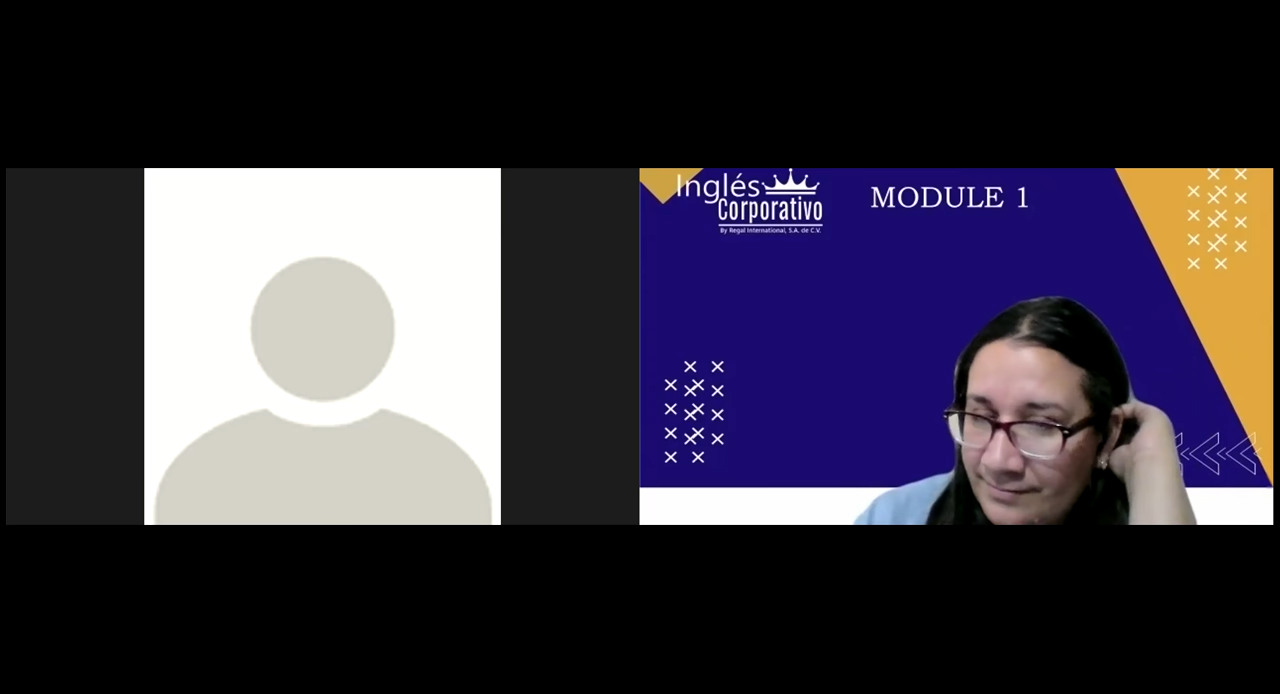 Inglés
Corporativo
By Regal International, S.A. de C.V.
MODULE 1